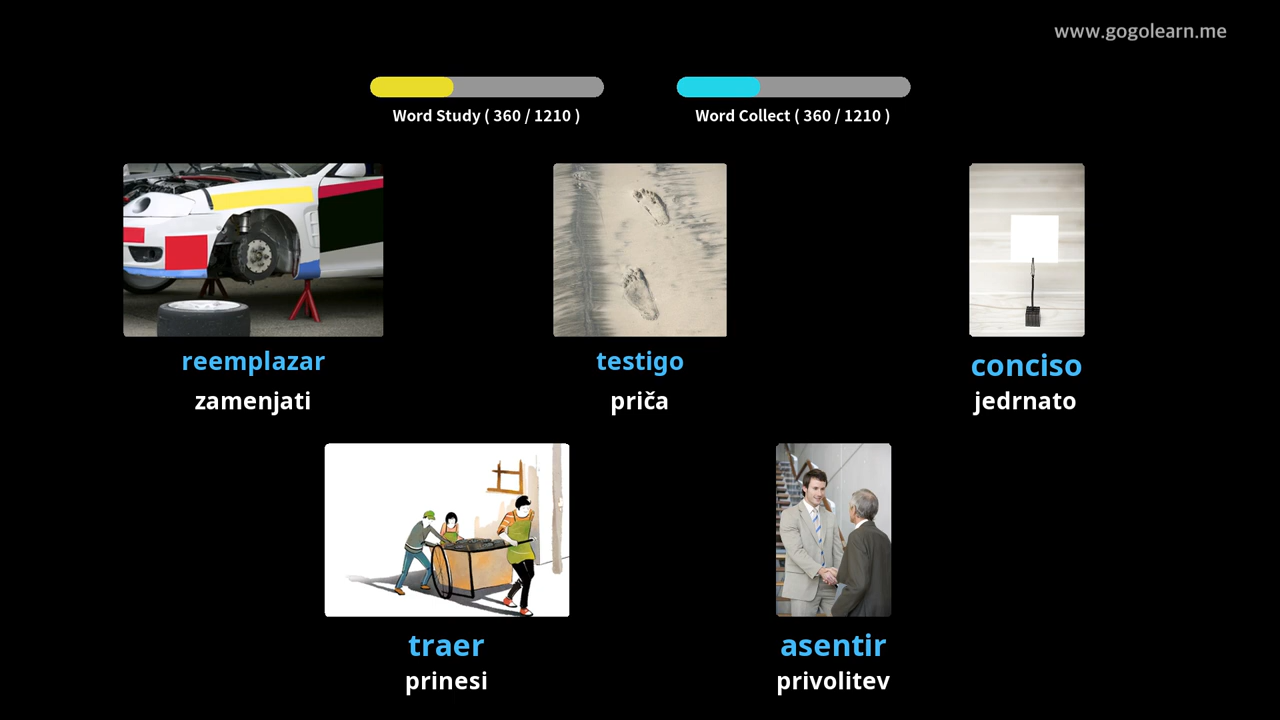 www.gogolearn.me
Word Study ( 360 / 1210 )
Word Collect ( 360 / 1210 )
reemplazar
zamenjati
testigo
priča
conciso
jedrnato
traer
prinesi
asentir
privolitev